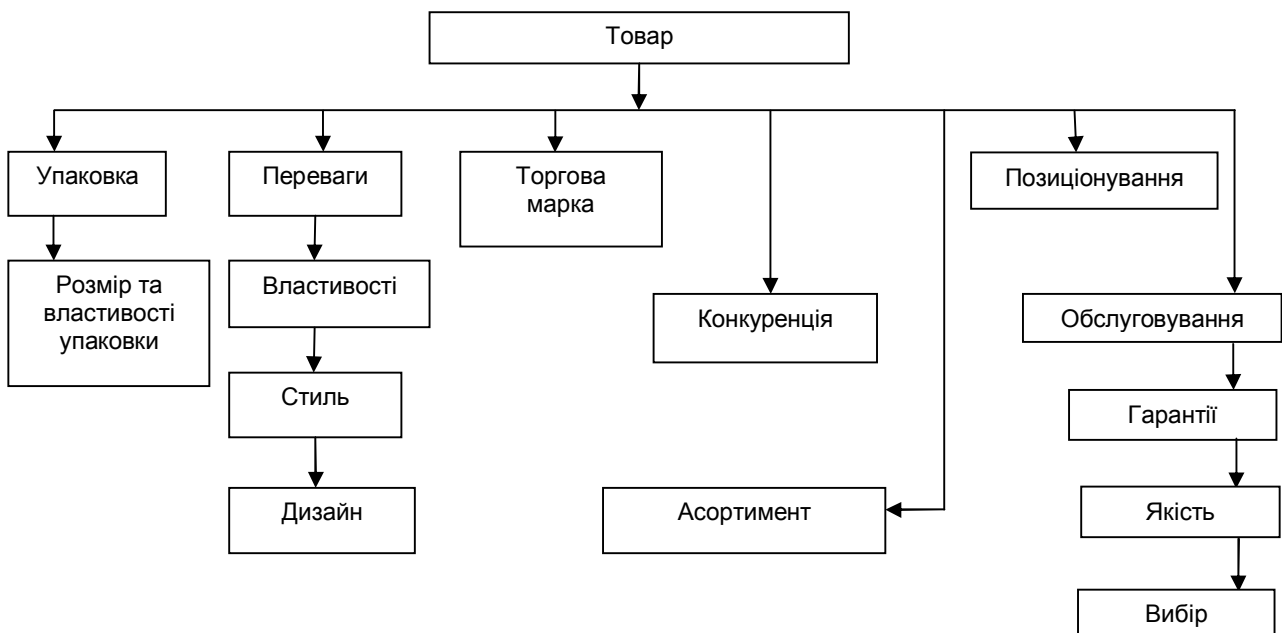 Товар
Упаковка
Переваги
Торгова
марка
Позиціонування
Розмір та
властивості
упаковки
Властивості
Конкуренція
Обслуговування
Стиль
Гарантії
Дизайн
Асортимент
Якість
Вибір